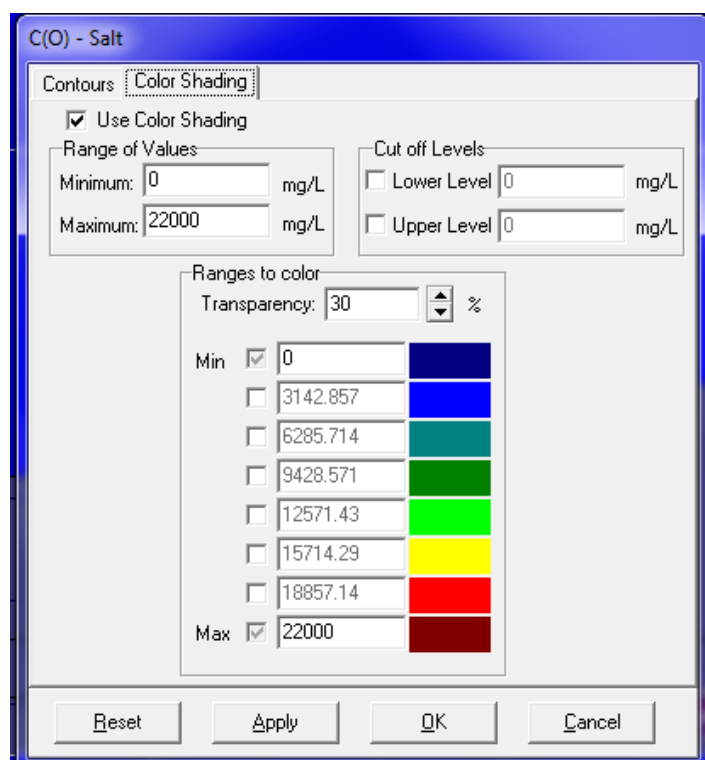 C(O) - Salt
Contours Color Shading
Use Color Shading
Range of Values
Minimum: 0 mg/L
Maximum: 22000 mg/L
Cut off Levels
Lower Level 0 mg/L
Upper Level 0 mg/L
Ranges to color
Transparency: 30 %
Min 0
3142.857
6285.714
9428.571
12571.43
15714.29
18857.14
Max 22000
Reset Apply OK Cancel